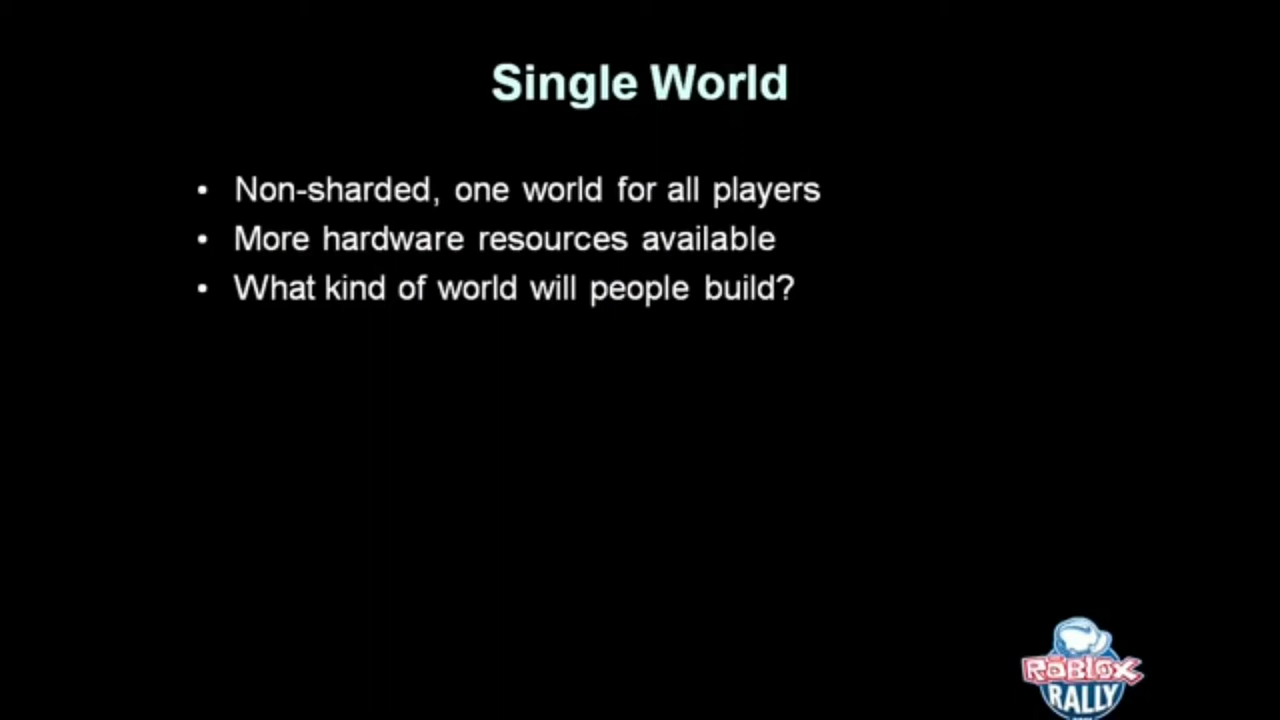 Single World
• Non-sharded, one world for all players
• More hardware resources available
• What kind of world will people build?
ROBLOX
RALLY